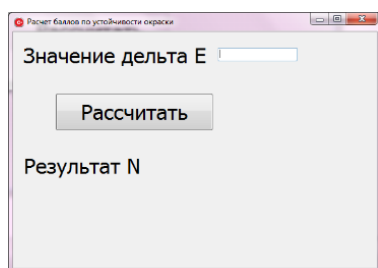 Расчет баллов по устойчивости окраски
Значение дельта E
Рассчитать
Результат N